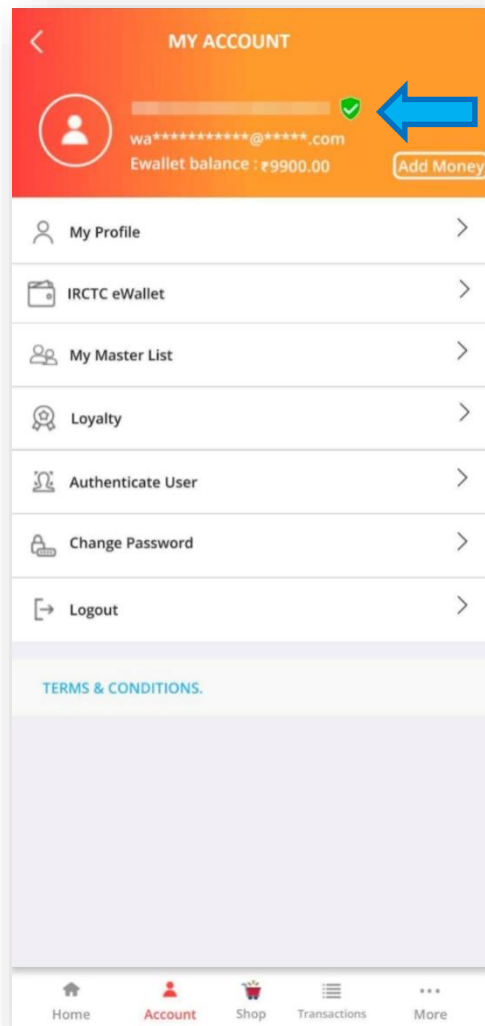 MY ACCOUNT
wa***********@*****.com
Ewallet balance : ₹9900.00
Add Money
My Profile
IRCTC eWallet
My Master List
Loyalty
Authenticate User
Change Password
Logout
TERMS & CONDITIONS.
Home Account Shop Transactions More